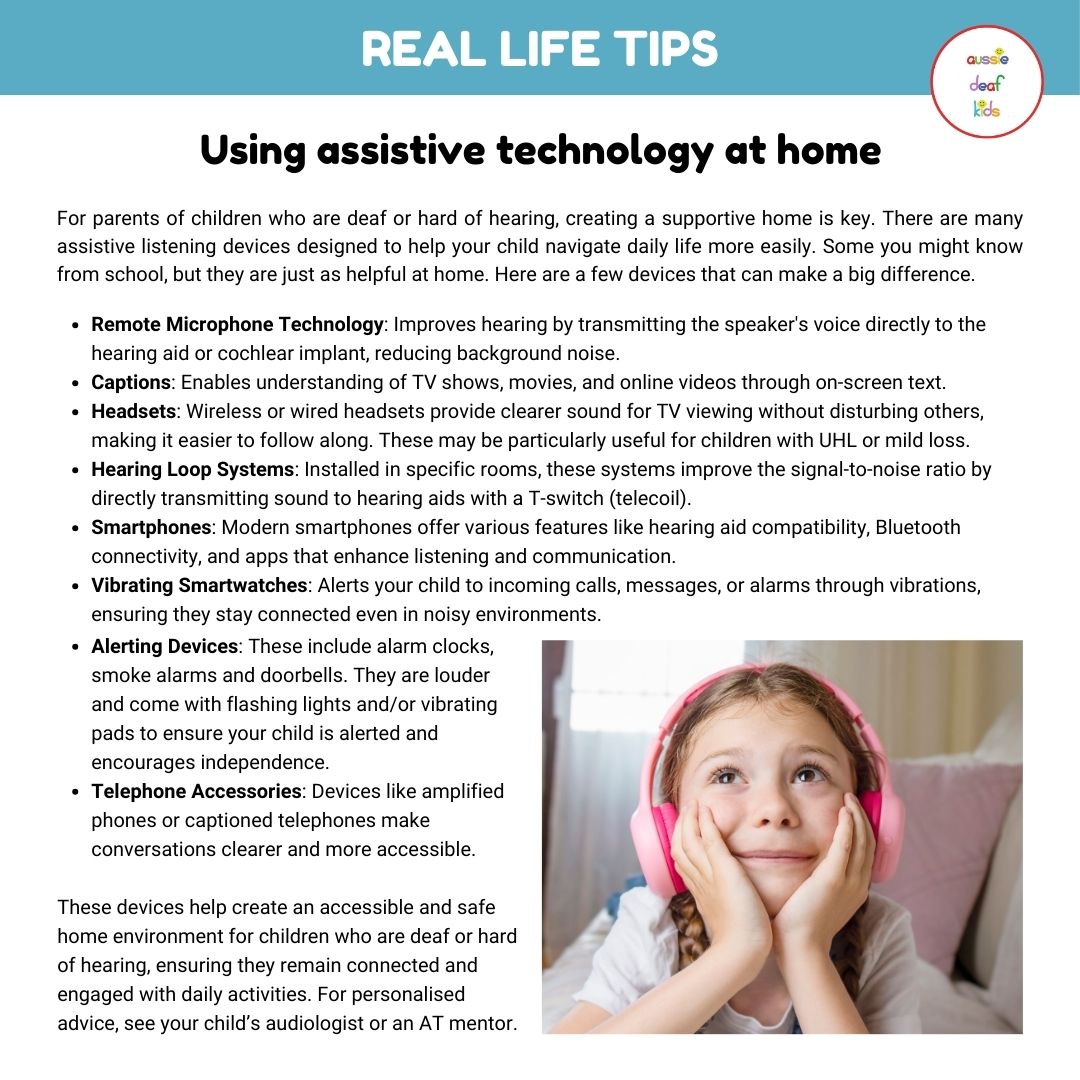 REAL LIFE TIPS
aussie
deaf
kids
Using assistive technology at home
For parents of children who are deaf or hard of hearing, creating a supportive home is key. There are many
assistive listening devices designed to help your child navigate daily life more easily. Some you might know
from school, but they are just as helpful at home. Here are a few devices that can make a big difference.
• Remote Microphone Technology: Improves hearing by transmitting the speaker's voice directly to the
hearing aid or cochlear implant, reducing background noise.
• Captions: Enables understanding of TV shows, movies, and online videos through on-screen text.
• Headsets: Wireless or wired headsets provide clearer sound for TV viewing without disturbing others,
making it easier to follow along. These may be particularly useful for children with UHL or mild loss.
• Hearing Loop Systems: Installed in specific rooms, these systems improve the signal-to-noise ratio by
directly transmitting sound to hearing aids with a T-switch (telecoil).
• Smartphones: Modern smartphones offer various features like hearing aid compatibility, Bluetooth
connectivity, and apps that enhance listening and communication.
• Vibrating Smartwatches: Alerts your child to incoming calls, messages, or alarms through vibrations,
ensuring they stay connected even in noisy environments.
• Alerting Devices: These include alarm clocks,
smoke alarms and doorbells. They are louder
and come with flashing lights and/or vibrating
pads to ensure your child is alerted and
encourages independence.
• Telephone Accessories: Devices like amplified
phones or captioned telephones make
conversations clearer and more accessible.
These devices help create an accessible and safe
home environment for children who are deaf or hard
of hearing, ensuring they remain connected and
engaged with daily activities. For personalised
advice, see your child’s audiologist or an AT mentor.